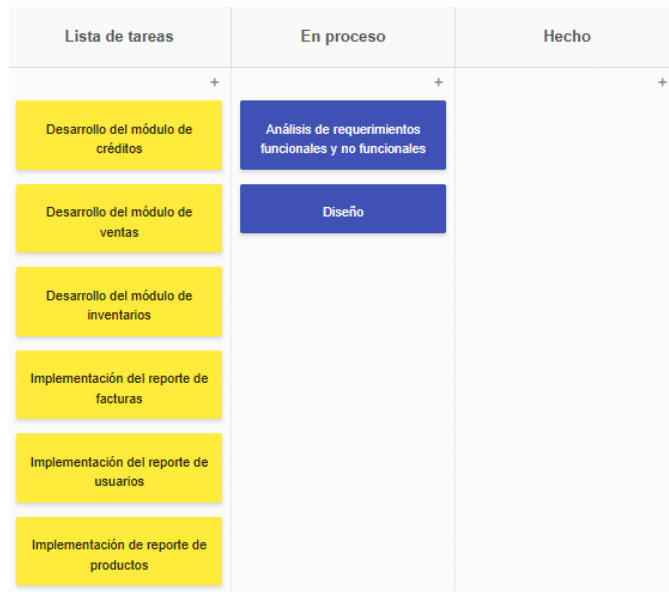 Lista de tareas
En proceso
Hecho
+
+
+
Desarrollo del módulo de
créditos
Desarrollo del módulo de
ventas
Desarrollo del módulo de
inventarios
Implementación del reporte de
facturas
Implementación del reporte de
usuarios
Implementación de reporte de
productos
Análisis de requerimientos
funcionales y no funcionales
Diseño